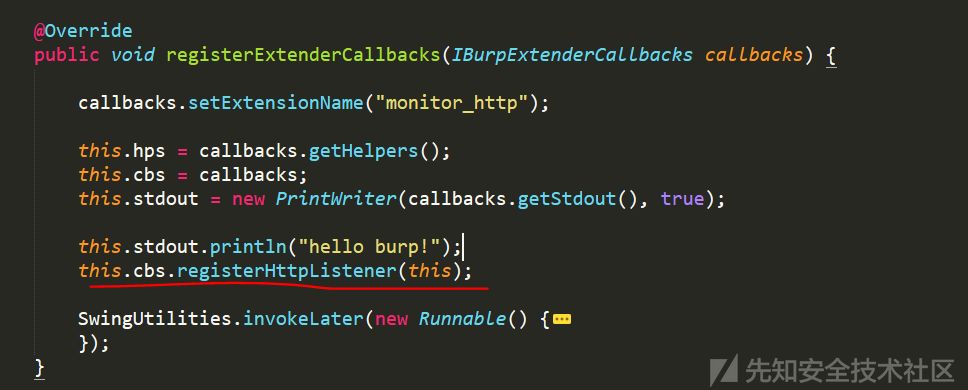 @Override
public void registerExtenderCallbacks(IBurpExtenderCallbacks callbacks) {
callbacks.setExtensionName("monitor_http");
this.hps = callbacks.getHelpers();
this.cbs = callbacks;
this.stdout = new PrintWriter(callbacks.getStdout(), true);
this.stdout.println("hello burp!");
this.cbs.registerHttpListener(this);
SwingUtilities.invokeLater(new Runnable() {⋯
});
}
先知安全技术社区